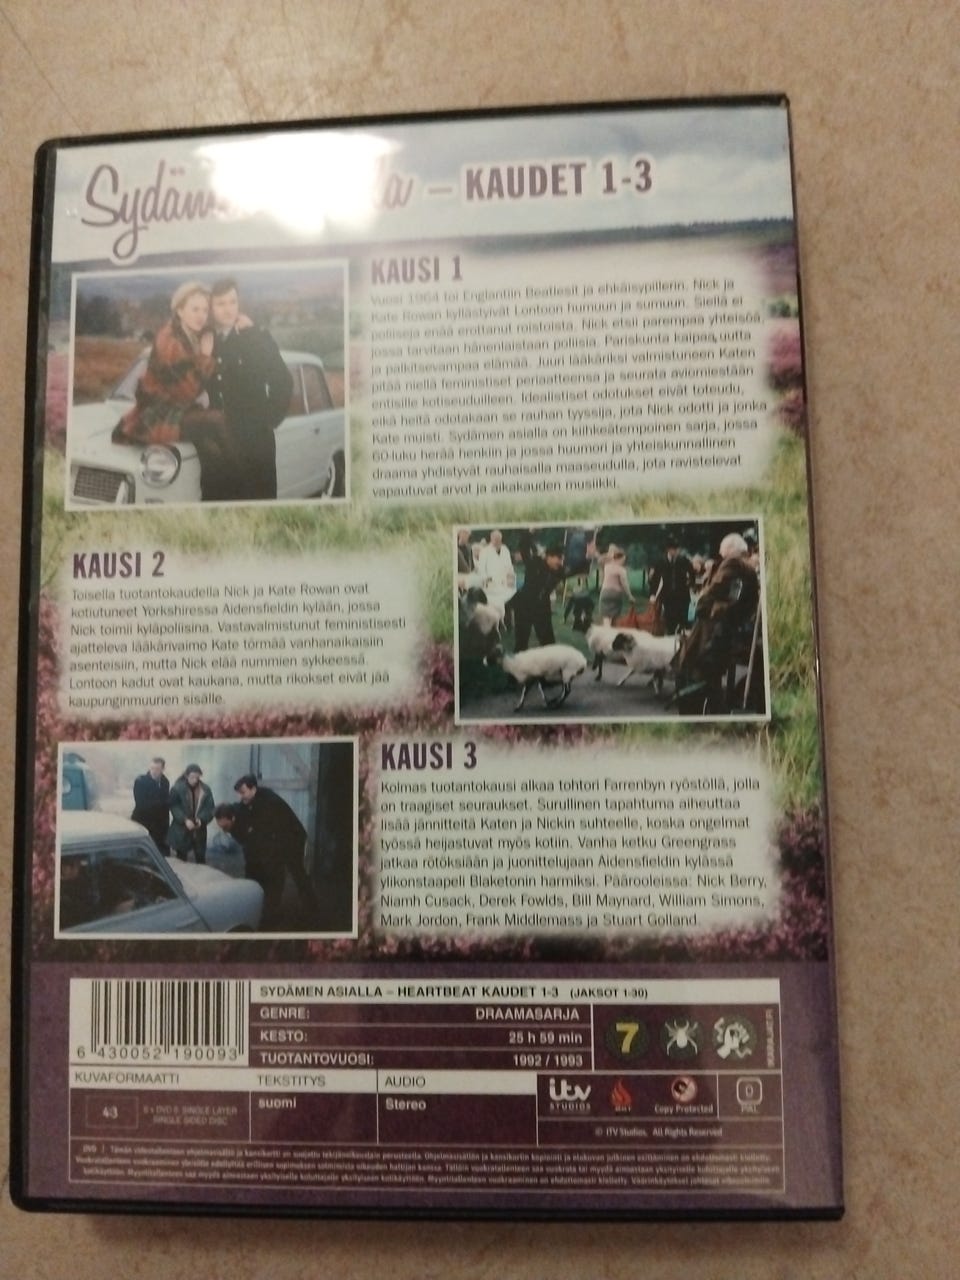 Sydäm la – KAUDET 1-3
KAUSI 1
Vuosi 1964 toi Englantiin Beatlesit ja ehkäisypillerin. Nick ja
Kate Rowan kyllästyivät Lontoon humuun ja sumuun. Siellä ei
poliiseja enää erottanut roistoista. Nick etsii parempaa yhteisöä,
jossa tarvitaan hänenlaistaan poliisia. Pariskunta kaipaa uutta
ja palkitsevampaa elämää. Juuri lääkäriksi valmistuneen Katen
pitää niellä feministiset periaatteensa ja seurata aviomiestään
entisille kotiseuduilleen. Idealistiset odotukset eivät toteudu,
eikä heitä odotakaan se rauhan tyyssija, jota Nick odotti ja jonka
Kate muisti. Sydämen asialla on kiihkeätempoinen sarja, jossa
60-luku herää henkiin ja jossa huumori ja yhteiskunnallinen
draama yhdistyvät rauhaisalla maaseudulla, jota ravistelevat
vapautuvat arvot ja aikakauden musiikki.
KAUSI 2
Toisella tuotantokaudella Nick ja Kate Rowan ovat
kotiutuneet Yorkshiressa Aidensfieldin kylään, jossa
Nick toimii kyläpoliisina. Vastavalmistunut feministisesti
ajatteleva lääkärivaimo Kate törmää vanhanaikaisiin
asenteisiin, mutta Nick elää nummien sykkeessä.
Lontoon kadut ovat kaukana, mutta rikokset eivät jää
kaupunginmuurien sisälle.
KAUSI 3
Kolmas tuotantokausi alkaa tohtori Farrenbyn ryöstöllä, jolla
on traagiset seuraukset. Surullinen tapahtuma aiheuttaa
lisää jännitteitä Katen ja Nickin suhteelle, koska ongelmat
työssä heijastuvat myös kotiin. Vanha ketku Greengrass
jatkaa rötöksiään ja juonittelujaan Aidensfieldin kylässä
ylikonstaapeli Blaketonin harmiksi. Päärooleissa: Nick Berry,
Niamh Cusack, Derek Fowlds, Bill Maynard, William Simons,
Mark Jordon, Frank Middlemass ja Stuart Golland.
SYDÄMEN ASIALLA – HEARTBEAT KAUDET 1-3 (JAKSOT 1-30)
GENRE: DRAAMASARJA
KESTO: 25 h 59 min
TUOTANTOVUOSI: 1992 / 1993
6 430052 190093
7
KUVAFORMAATTI
TEKSTITYS
AUDIO
4:3
8 x DVD 5: SINGLE LAYER
SINGLE SIDED DISC
suomi
Stereo
itv
STUDIOS
Copy Protected
0
PAL
© ITV Studios. All Rights Reserved